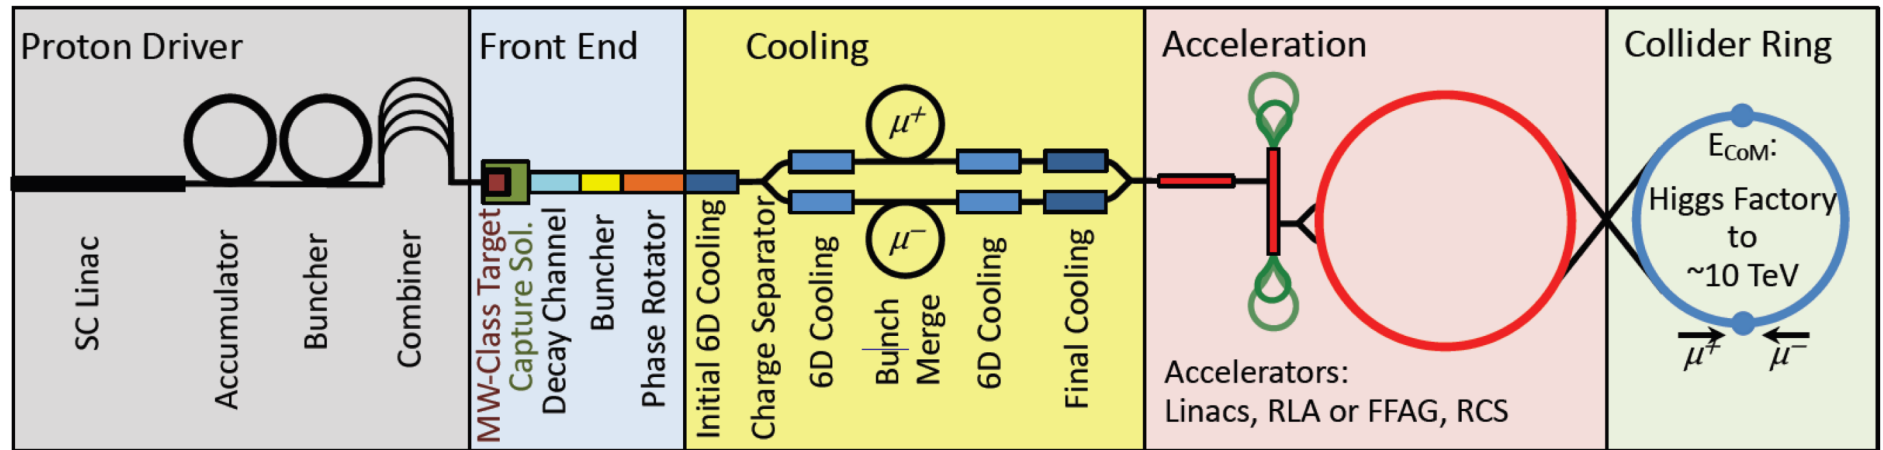 Proton Driver
SC Linac
Accumulator
Buncher
Combiner
Front End
MW-Class Target
Capture Sol.
Decay Channel
Buncher
Phase Rotator
Cooling
Initial 6D Cooling
Charge Separator
6D Cooling
μ+
μ−
Bunch
Merge
6D Cooling
Final Cooling
Acceleration
Accelerators:
Linacs, RLA or FFAG, RCS
Collider Ring
ECoM:
Higgs Factory
to
~10 TeV
μ+ μ−